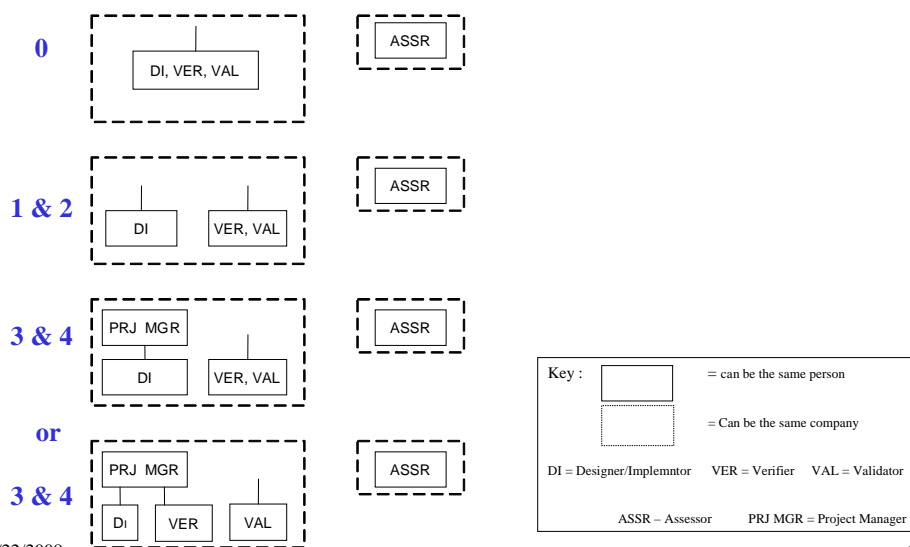 0
DI, VER, VAL
ASSR
1 & 2
DI
VER, VAL
ASSR
3 & 4
PRJ MGR
DI
VER, VAL
ASSR
or
3 & 4
PRJ MGR
DI
VER
VAL
ASSR
Key :
= can be the same person
= Can be the same company
DI = Designer/Implemntor VER = Verifier VAL = Validator
ASSR – Assessor PRJ MGR = Project Manager